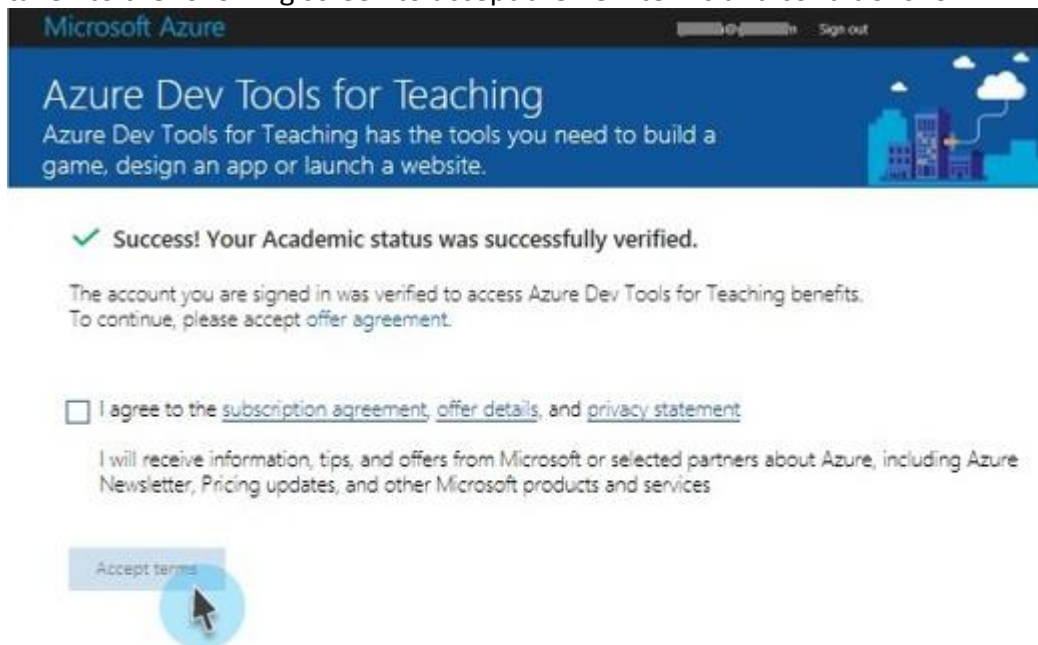 Microsoft Azure
Sign out
Azure Dev Tools for Teaching
Azure Dev Tools for Teaching has the tools you need to build a
game, design an app or launch a website.
Success! Your Academic status was successfully verified.
The account you are signed in was verified to access Azure Dev Tools for Teaching benefits.
To continue, please accept offer agreement.
I agree to the subscription agreement, offer details, and privacy statement
I will receive information, tips, and offers from Microsoft or selected partners about Azure, including Azure
Newsletter, Pricing updates, and other Microsoft products and services
Accept terms